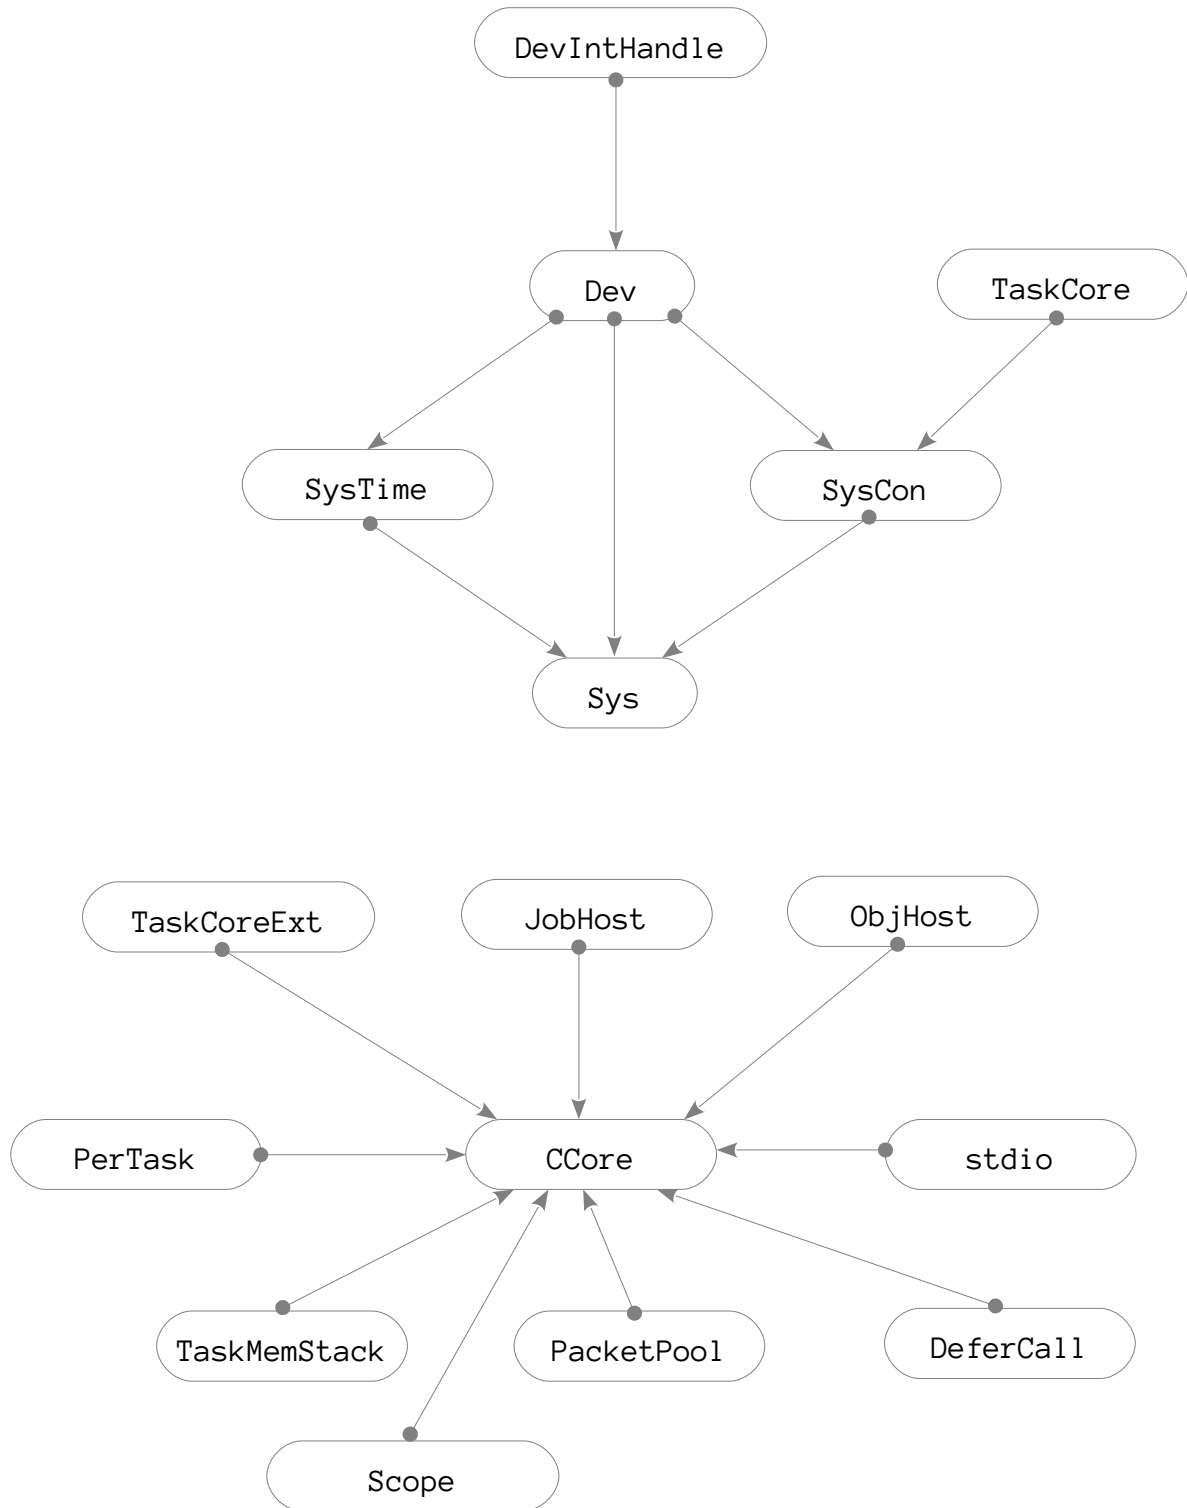 DevIntHandle
Dev
TaskCore
SysTime
SysCon
Sys
TaskCoreExt
JobHost
ObjHost
PerTask
CCore
stdio
TaskMemStack
PacketPool
DeferCall
Scope